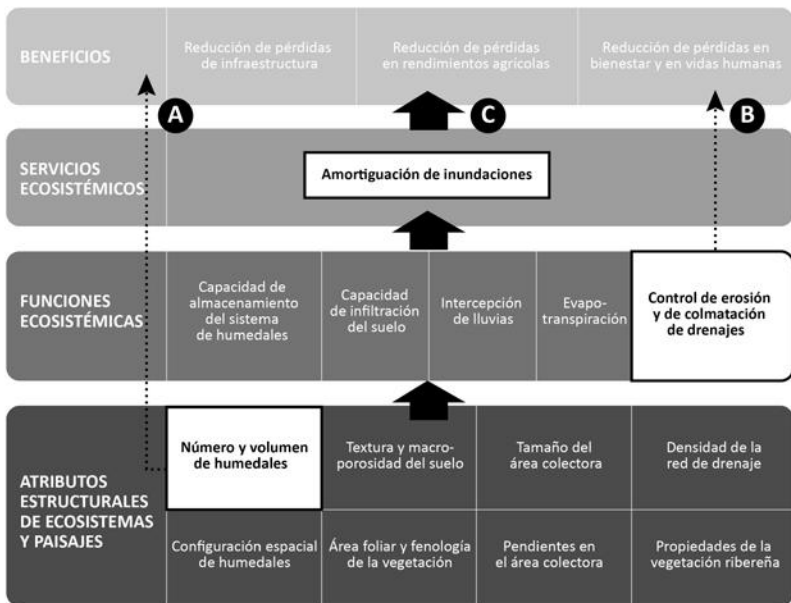 BENEFICIOS
Reducción de pérdidas
de infraestructura
Reducción de pérdidas
en rendimientos agrícolas
Reducción de pérdidas en
bienestar y en vidas humanas
A
C
B
SERVICIOS
ECOSISTÉMICOS
Amortiguación de inundaciones
FUNCIONES
ECOSISTÉMICAS
Capacidad de
almacenamiento
del sistema
de humedales
Capacidad
de infiltración
del suelo
Intercepción
de lluvias
Evapo-
transpiración
Control de erosión
y de colmatación
de drenajes
ATRIBUTOS
ESTRUCTURALES
DE ECOSISTEMAS
Y PAISAJES
Número y volumen
de humedales
Textura y macro-
porosidad del suelo
Tamaño del
área colectora
Densidad de la
red de drenaje
Configuración espacial
de humedales
Área foliar y fenología
de la vegetación
Pendientes en
el área colectora
Propiedades de la
vegetación ribereña